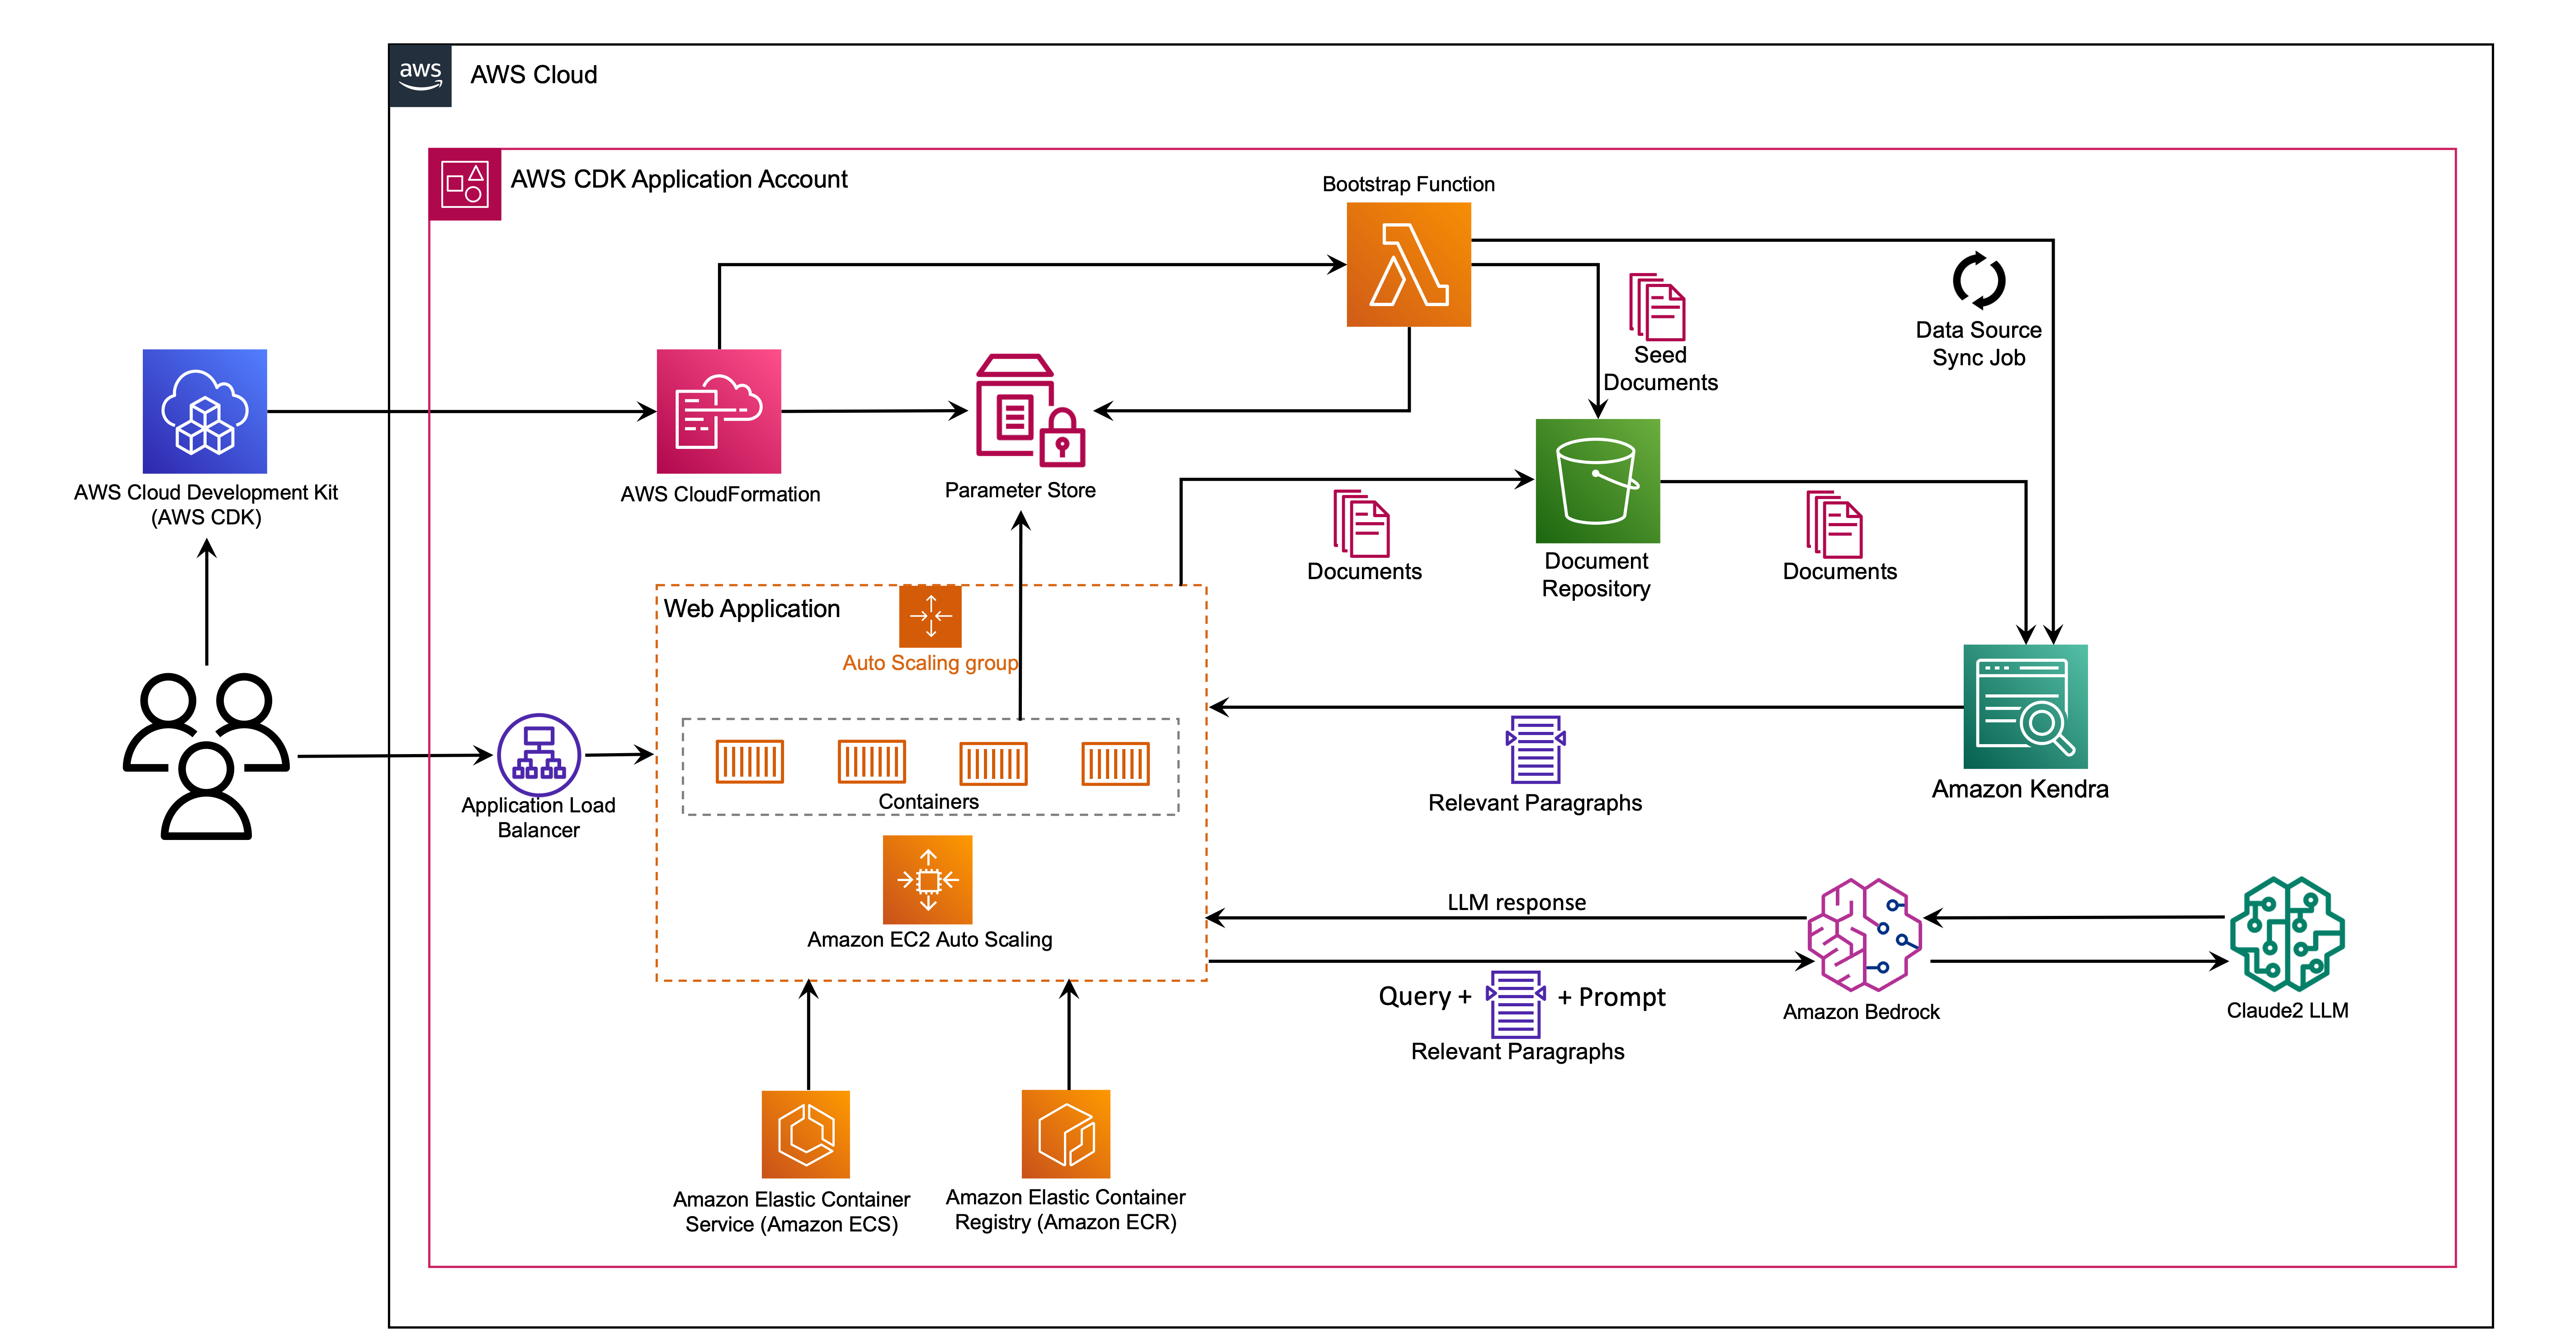 aws
AWS Cloud
AWS CDK Application Account
Bootstrap Function
Seed
Documents
Data Source
Sync Job
AWS Cloud Development Kit
(AWS CDK)
AWS CloudFormation
Parameter Store
Documents
Document
Repository
Documents
Web Application
Auto Scaling group
Containers
Amazon EC2 Auto Scaling
Application Load
Balancer
Relevant Paragraphs
Amazon Kendra
LLM response
Query +
+ Prompt
Relevant Paragraphs
Amazon Bedrock
Claude2 LLM
Amazon Elastic Container
Service (Amazon ECS)
Amazon Elastic Container
Registry (Amazon ECR)